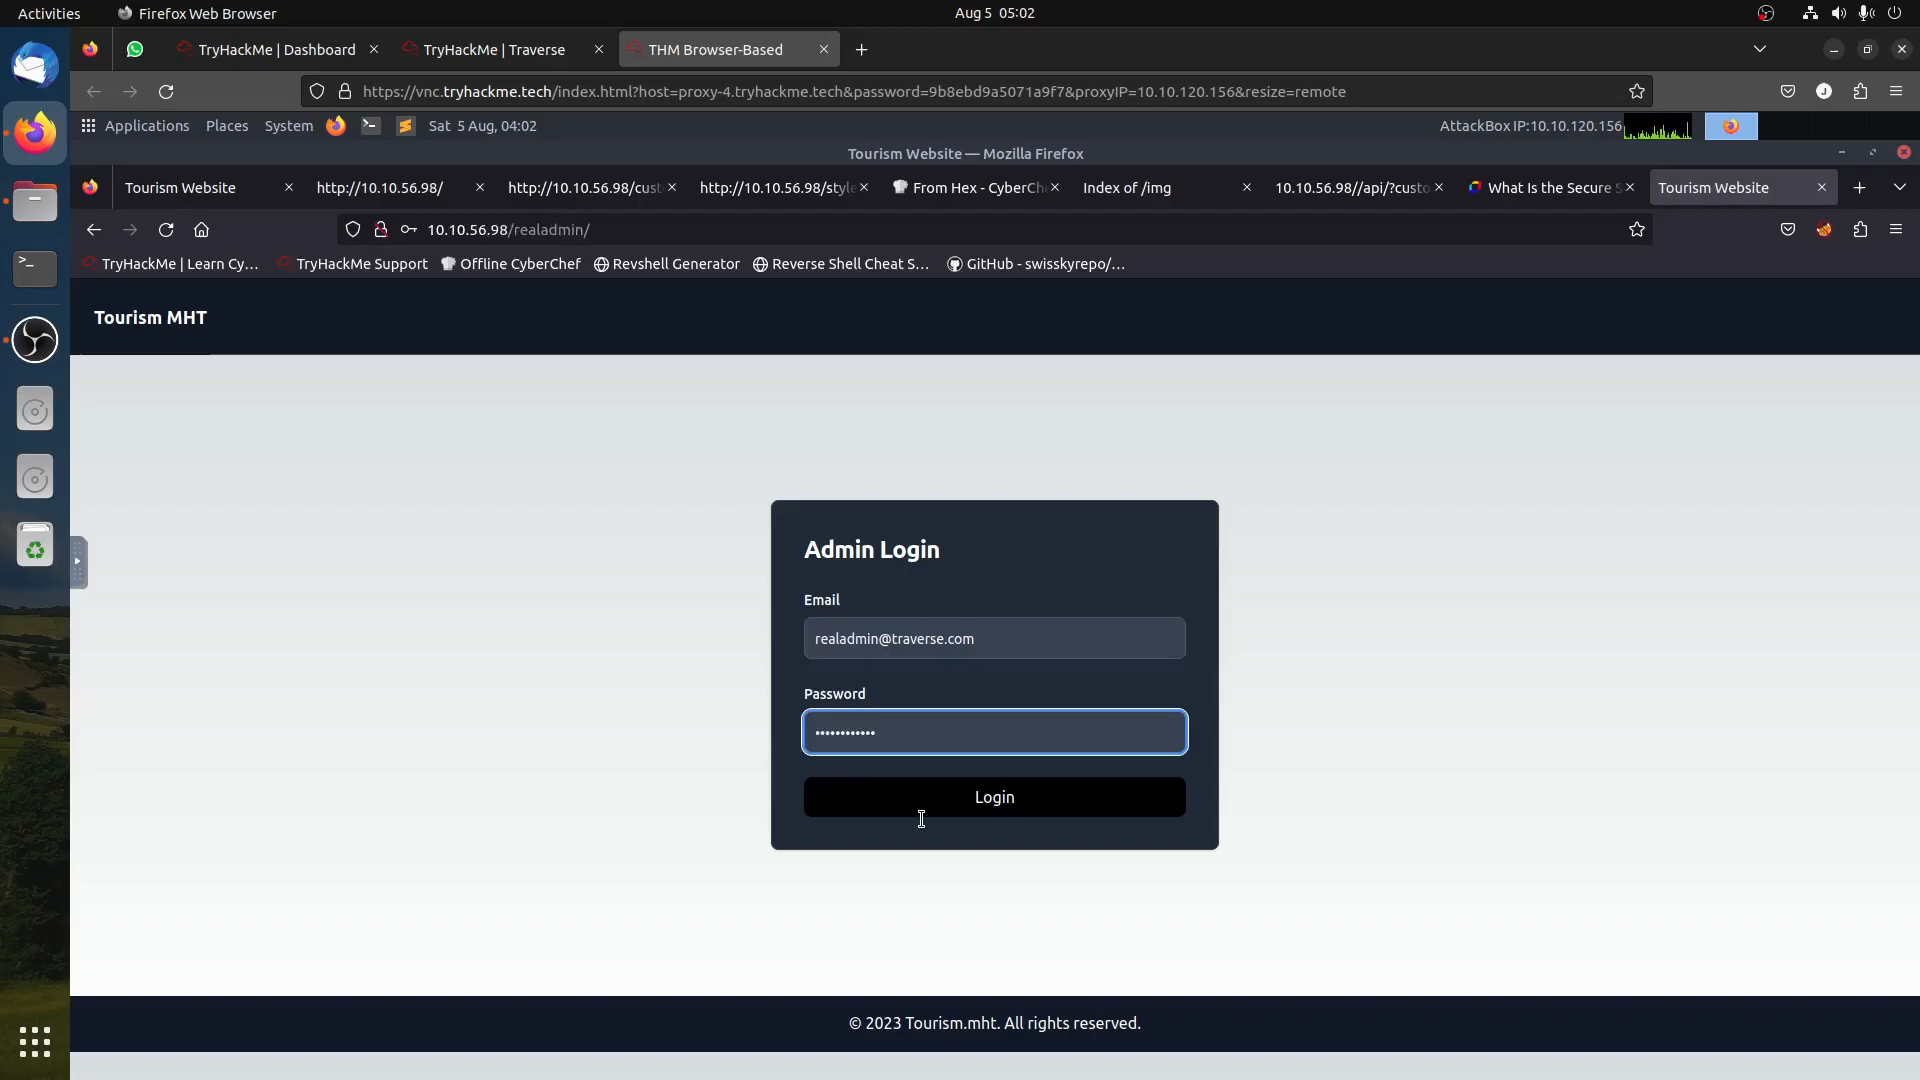 Activities Firefox Web Browser Aug 5 05:02
TryHackMe | Dashboard TryHackMe | Traverse THM Browser-Based
https://vnc.tryhackme.tech/index.html?host=proxy-4.tryhackme.tech&password=9b8ebd9a5071a9f7&proxyIP=10.10.120.156&resize=remote
Applications Places System Sat 5 Aug, 04:02 AttackBox IP:10.10.120.156
Tourism Website — Mozilla Firefox
Tourism Website http://10.10.56.98/ http://10.10.56.98/cust http://10.10.56.98/style From Hex - CyberChe Index of /img 10.10.56.98//api/?custo What Is the Secure S Tourism Website
10.10.56.98/realadmin/
TryHackMe | Learn Cy... TryHackMe Support Offline CyberChef Revshell Generator Reverse Shell Cheat S... GitHub - swisskyrepo/...
Tourism MHT
Admin Login
Email
realadmin@traverse.com
Password
••••••••••••
Login
© 2023 Tourism.mht. All rights reserved.